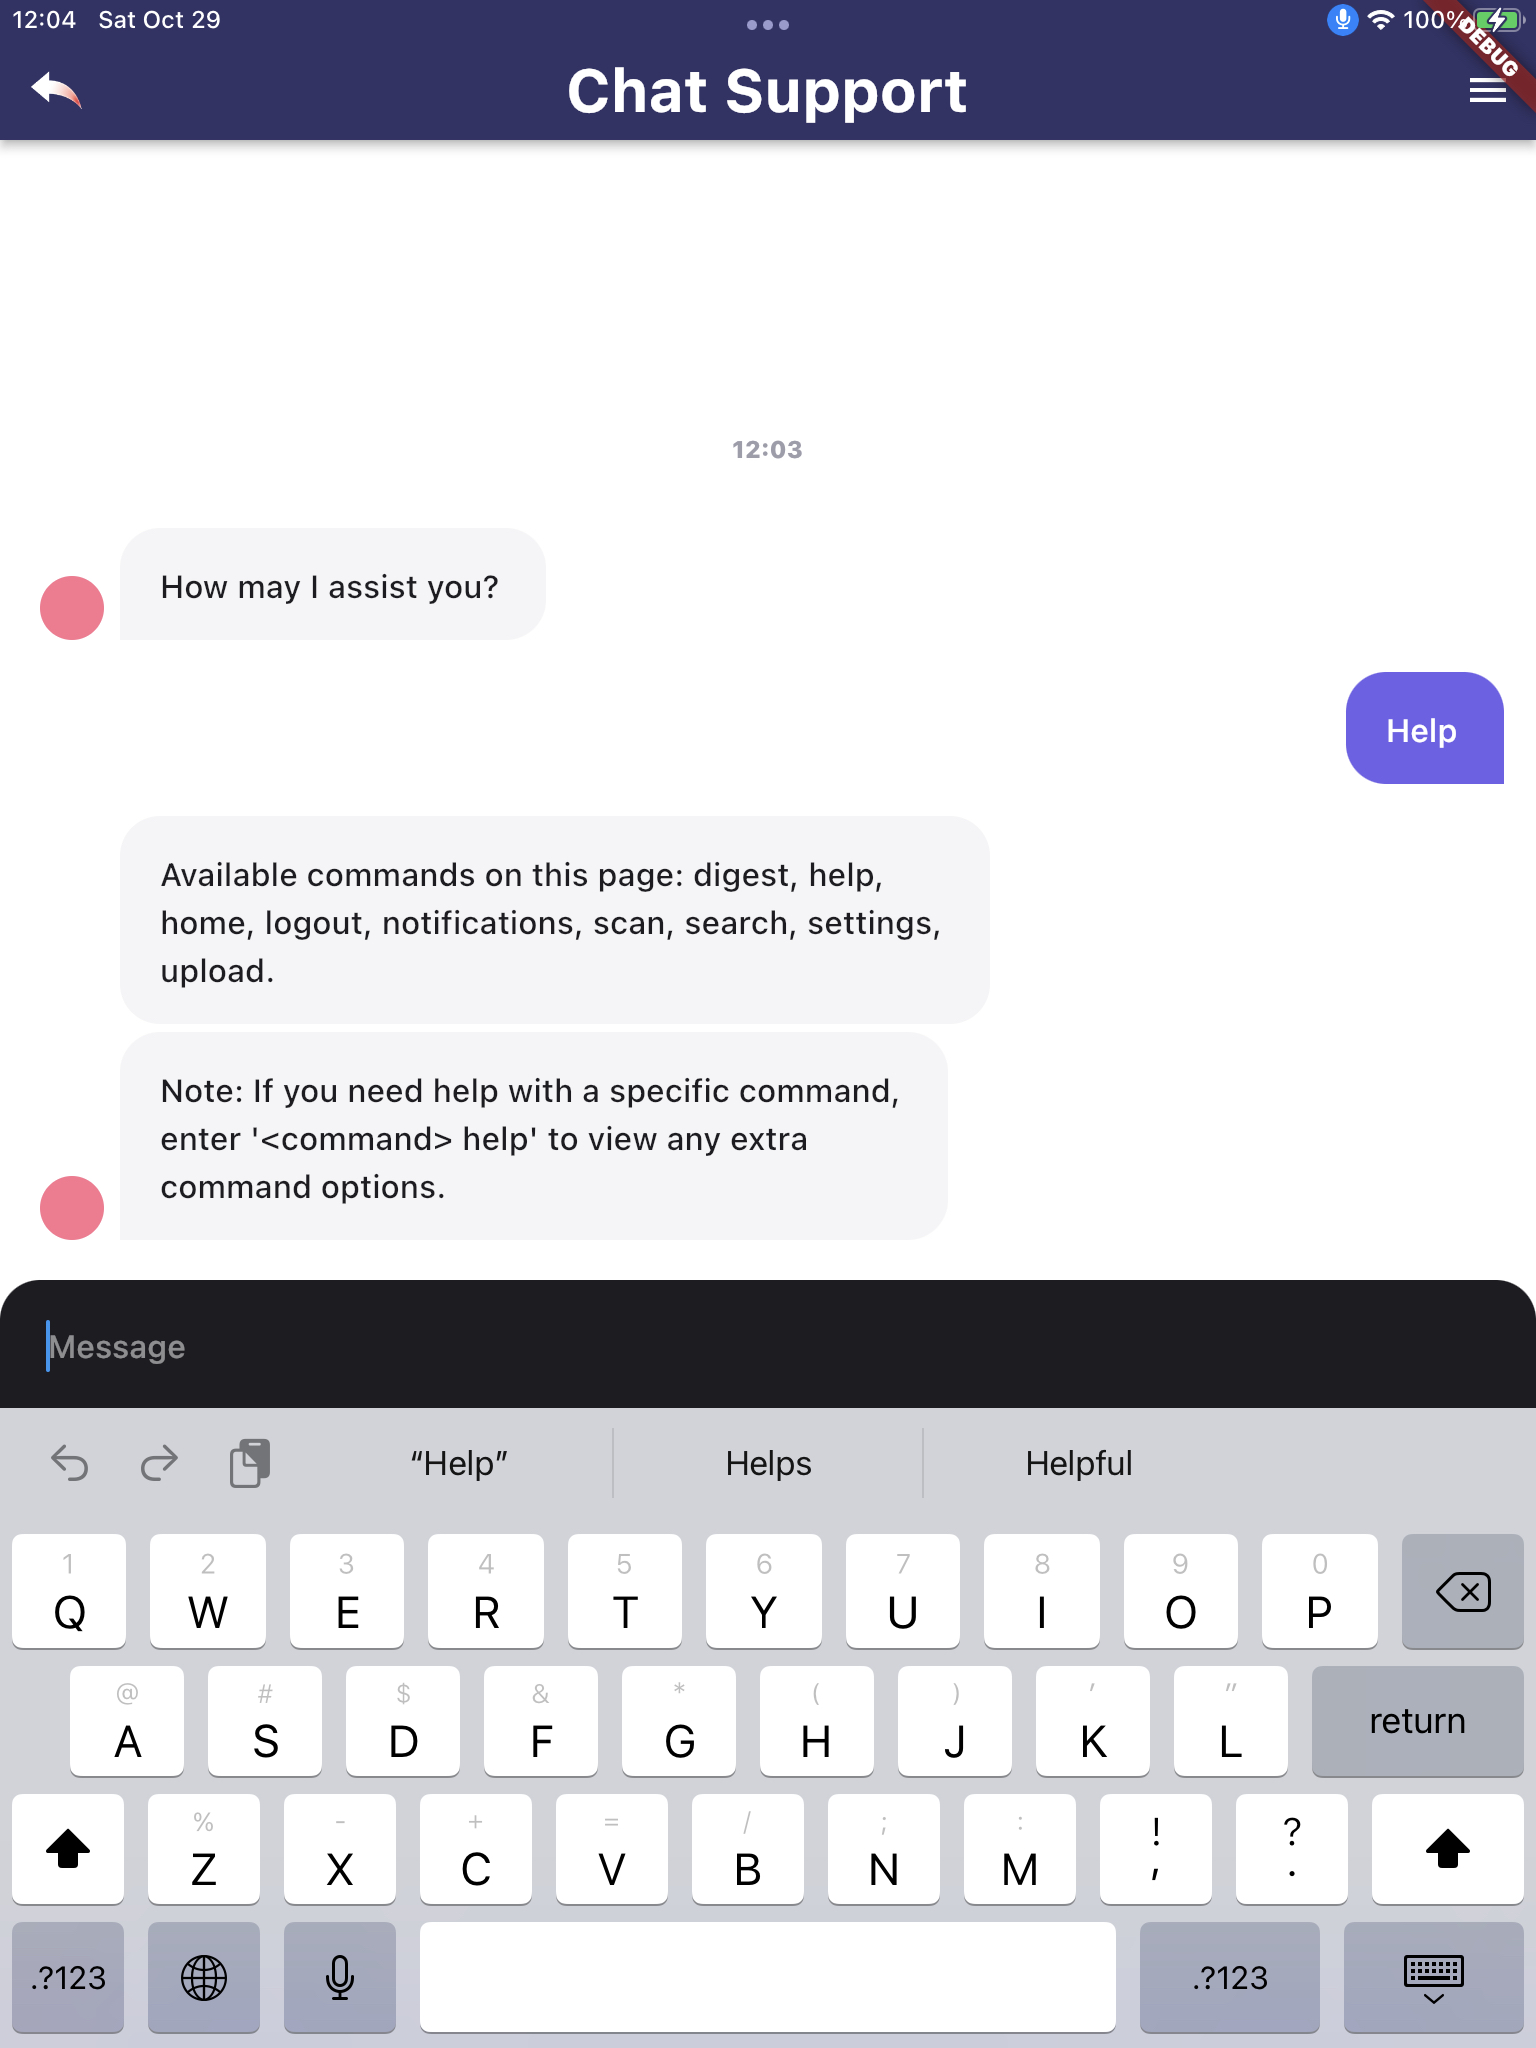 12:04 Sat Oct 29
100%
DEBUG
Chat Support
12:03
How may I assist you?
Help
Available commands on this page: digest, help,
home, logout, notifications, scan, search, settings,
upload.
Note: If you need help with a specific command,
enter '<command> help' to view any extra
command options.
Message
“Help” Helps Helpful
1 2 3 4 5 6 7 8 9 0
Q W E R T Y U I O P
@ # $ & * ( ) ' "
A S D F G H J K L return
% - + = / ; : ! ?
Z X C V B N M , .
.?123 .?123